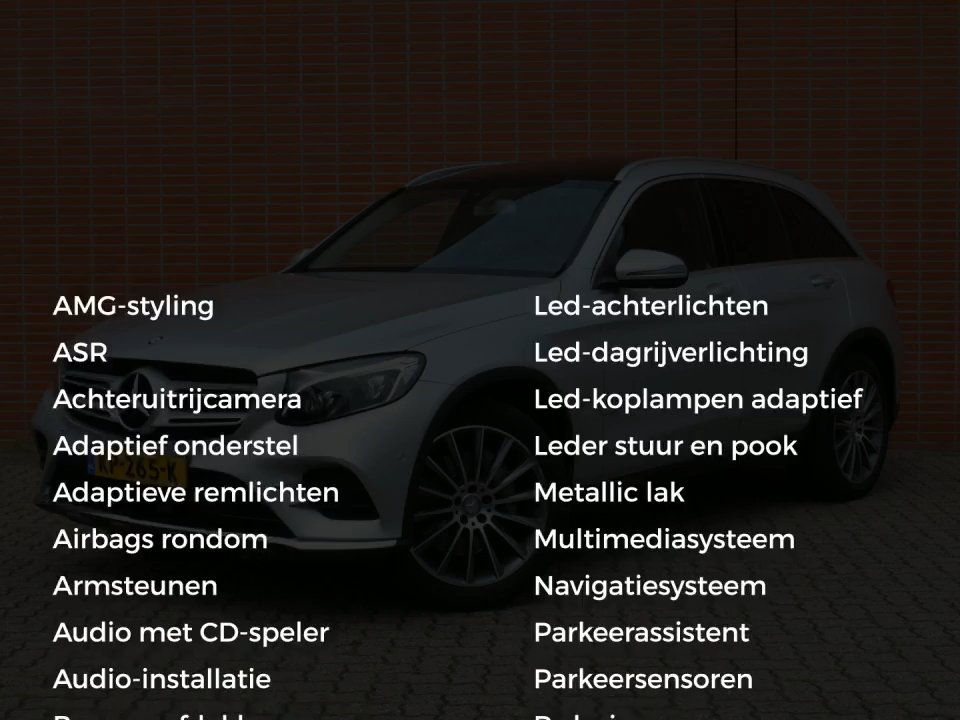 AMG-styling
ASR
Achteruitrijcamera
Adaptief onderstel
Adaptieve remlichten
Airbags rondom
Armsteunen
Audio met CD-speler
Audio-installatie
Led-achterlichten
Led-dagrijverlichting
Led-koplampen adaptief
Leder stuur en pook
Metallic lak
Multimediasysteem
Navigatiesysteem
Parkeerassistent
Parkeersensoren